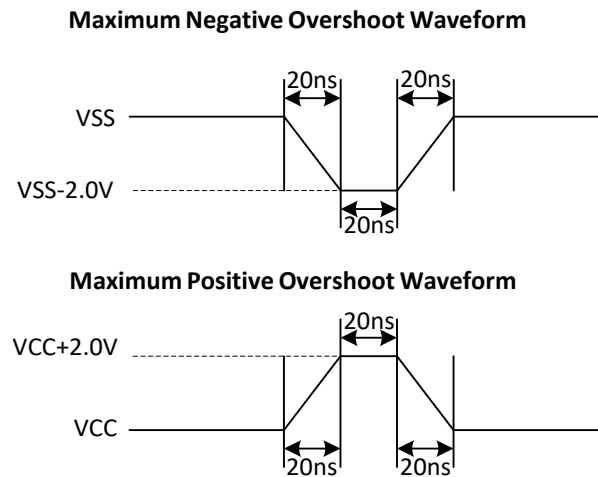 Maximum Negative Overshoot Waveform
20ns 20ns
VSS
VSS-2.0V
20ns
Maximum Positive Overshoot Waveform
20ns
VCC+2.0V
VCC
20ns 20ns